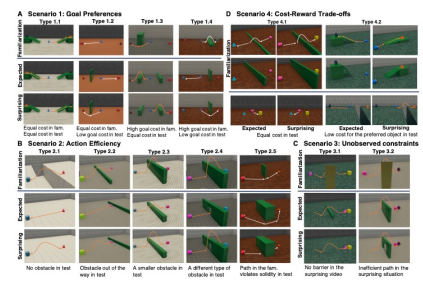 A Scenario 1: Goal Preferences
Type 1.1 Type 1.2 Type 1.3 Type 1.4
Familiarization
Expected
Surprising
Equal cost in fam. Equal cost in fam. High goal cost in fam. High goal cost in fam.
Equal cost in test Low goal cost in test Equal cost in test Low goal cost in test
D Scenario 4: Cost-Reward Trade-offs
Type 4.1 Type 4.2
Familiarization
Expected Surprising Expected Surprising
Equal cost in test Low cost for the preferred object in test
B Scenario 2: Action Efficiency
Type 2.1 Type 2.2 Type 2.3 Type 2.4 Type 2.5
Familiarization
Expected
Surprising
No obstacle in test Obstacle out of the way in test A smaller obstacle in test A different type of obstacle in test Path in the fam. violates solidity in test
C Scenario 3: Unobserved constraints
Type 3.1 Type 3.2
Familiarization
Expected
Surprising
No barrier in the surprising video Inefficient path in the surprising situation